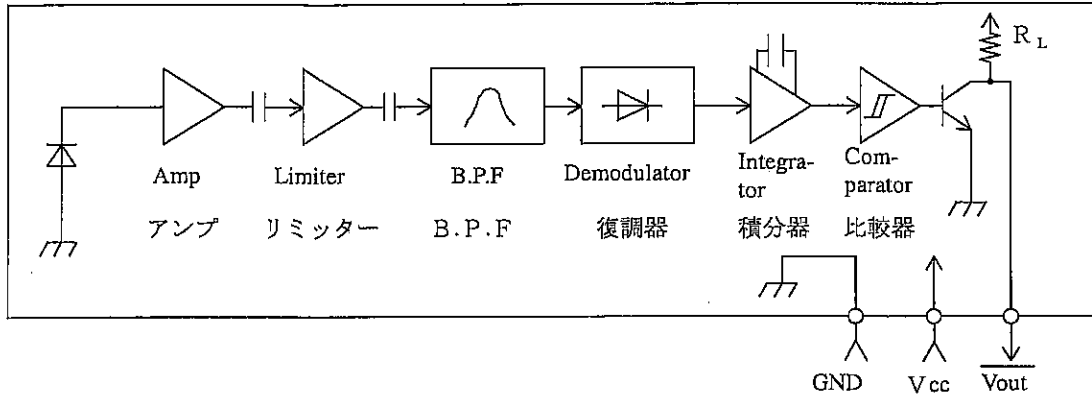 R L
Amp
Limiter
B.P.F
Demodulator
Integra-
tor
Com-
parator
アンプ
リミッター
B.P.F
復調器
積分器
比較器
GND
Vcc
Vout